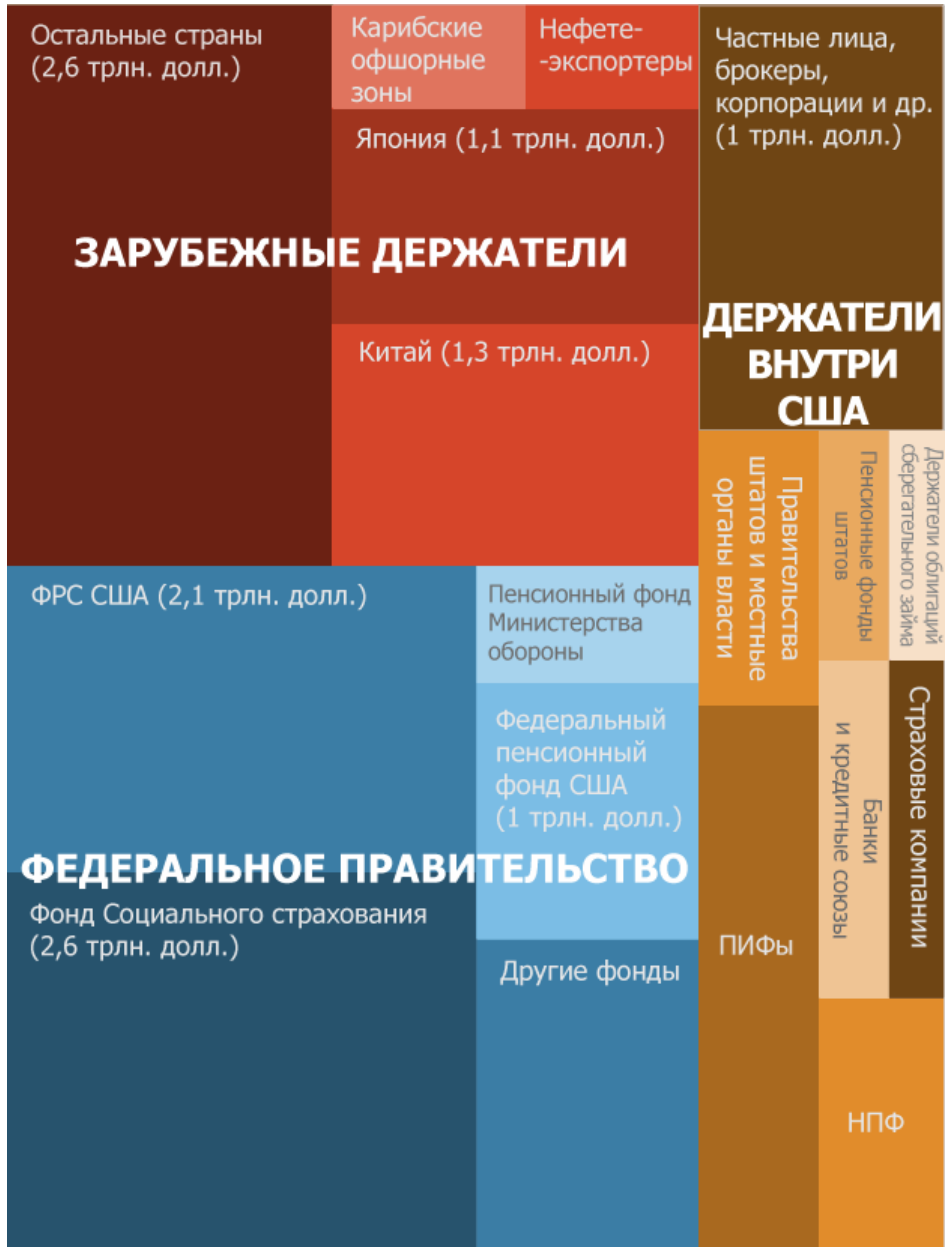 Остальные страны
(2,6 трлн. долл.)
Карибские
офшорные
зоны
Нефете-
-экспортеры
Япония (1,1 трлн. долл.)
ЗАРУБЕЖНЫЕ ДЕРЖАТЕЛИ
Китай (1,3 трлн. долл.)
Частные лица,
брокеры,
корпорации и др.
(1 трлн. долл.)
ДЕРЖАТЕЛИ
ВНУТРИ
США
Правительства
штатов и местные
органы власти
Пенсионные фонды
штатов
Держатели облигаций
сберегательного займа
ФРС США (2,1 трлн. долл.)
Пенсионный фонд
Министерства
обороны
Федеральный
пенсионный
фонд США
(1 трлн. долл.)
ФЕДЕРАЛЬНОЕ ПРАВИТЕЛЬСТВО
Фонд Социального страхования
(2,6 трлн. долл.)
Другие фонды
ПИФы
Банки
и кредитные союзы
Страховые компании
НПФ